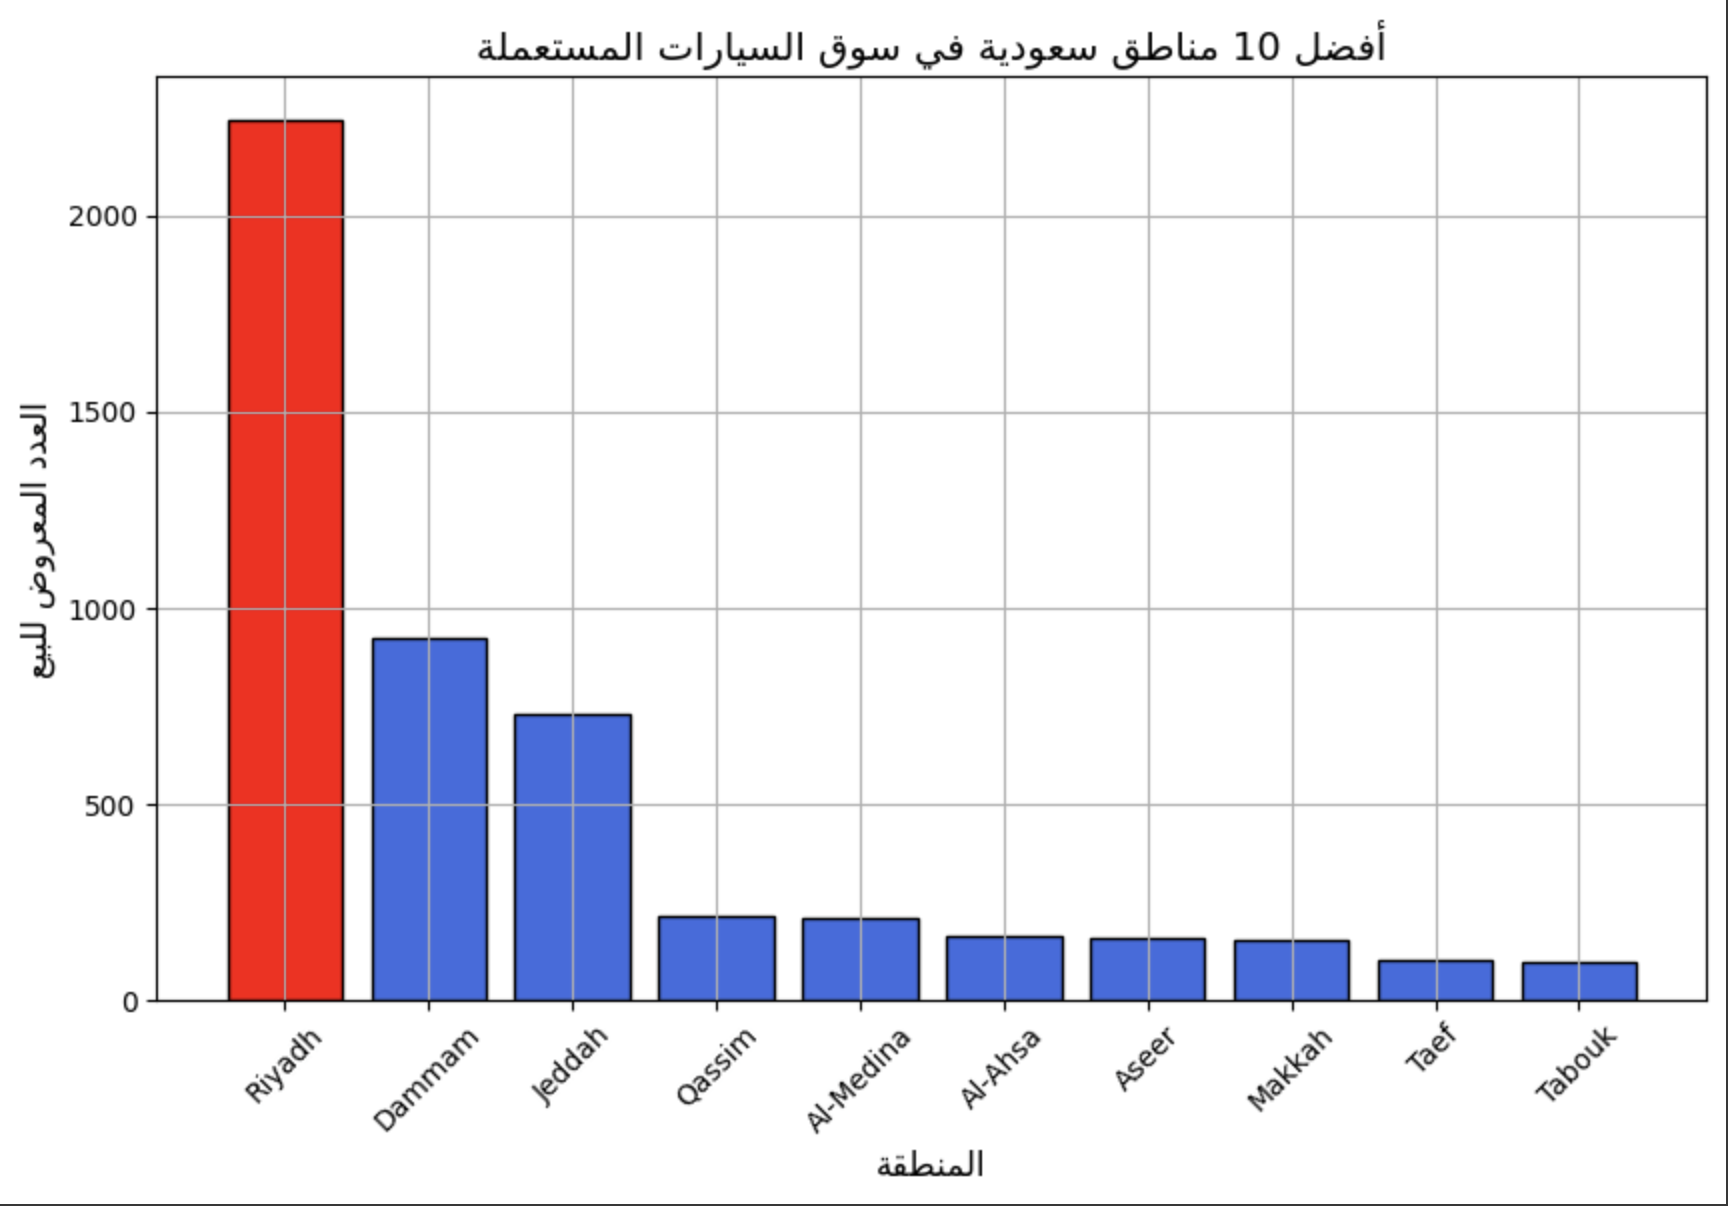 أفضل 10 مناطق سعودية في سوق السيارات المستعملة
العدد المعروض للبيع
2000
1500
1000
500
0
Riyadh
Dammam
Jeddah
Qassim
Al-Medina
Al-Ahsa
Aseer
Makkah
Taef
Tabouk
المنطقة